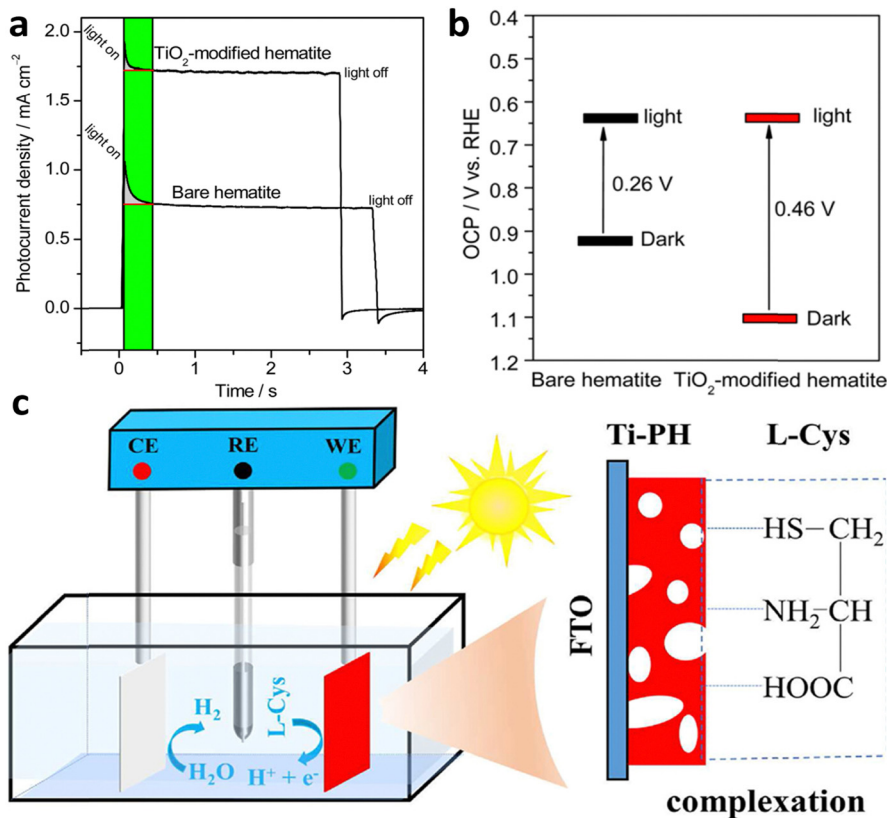 a
Photocurrent density / mA cm⁻²
2.0
1.5
1.0
0.5
0.0
light on
TiO₂-modified hematite
light off
light on
Bare hematite
light off
0 1 2 3 4
Time / s
b
OCP / V vs. RHE
0.4
0.5
0.6
0.7
0.8
0.9
1.0
1.1
1.2
light
0.26 V
Dark
light
0.46 V
Dark
Bare hematite TiO₂-modified hematite
c
CE RE WE
H₂
H₂O
L-Cys
H⁺ + e⁻
Ti-PH L-Cys
FTO
HS–CH₂
NH₂–CH
HOOC
complexation